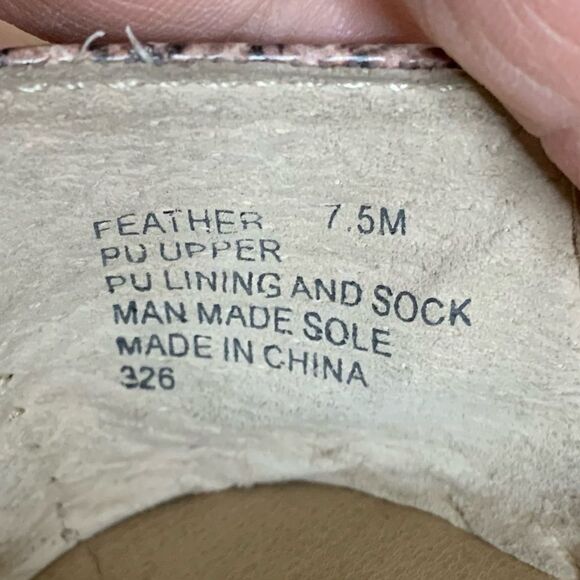 FEATHER 7.5M
PU UPPER
PU LINING AND SOCK
MAN MADE SOLE
MADE IN CHINA
326